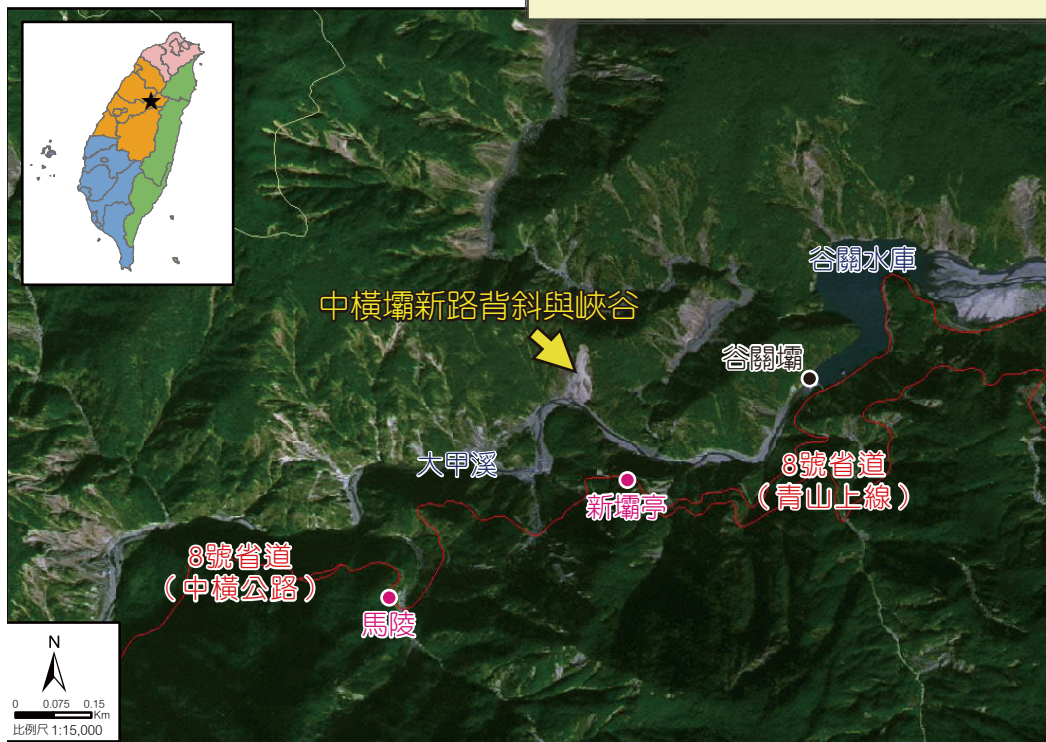 谷關水庫
中橫壩新路背斜與峽谷
谷關壩
大甲溪
8號省道
（青山上線）
新壩亭
8號省道
（中橫公路）
馬陵
N
0 0.075 0.15
Km
比例尺 1:15,000